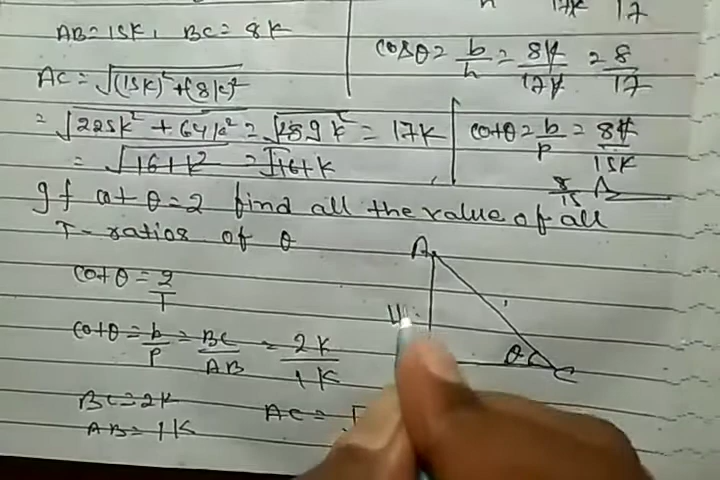 17K 17
AB=15K, BC=8K
cosθ = b/h = 8K/17K = 8/17
AC = √(15K)²+(8K)²
= √225K²+64K² = √289K² = 17K
cotθ = b/p = 8K/15K
8/15
= √161K² = √161K
If cot θ=2 find all the value of all
T-ratios of θ
A
cotθ = 2/1
cotθ = b/p = BC/AB = 2K/1K
θ C
BC=2K
AB=1K
AC = √